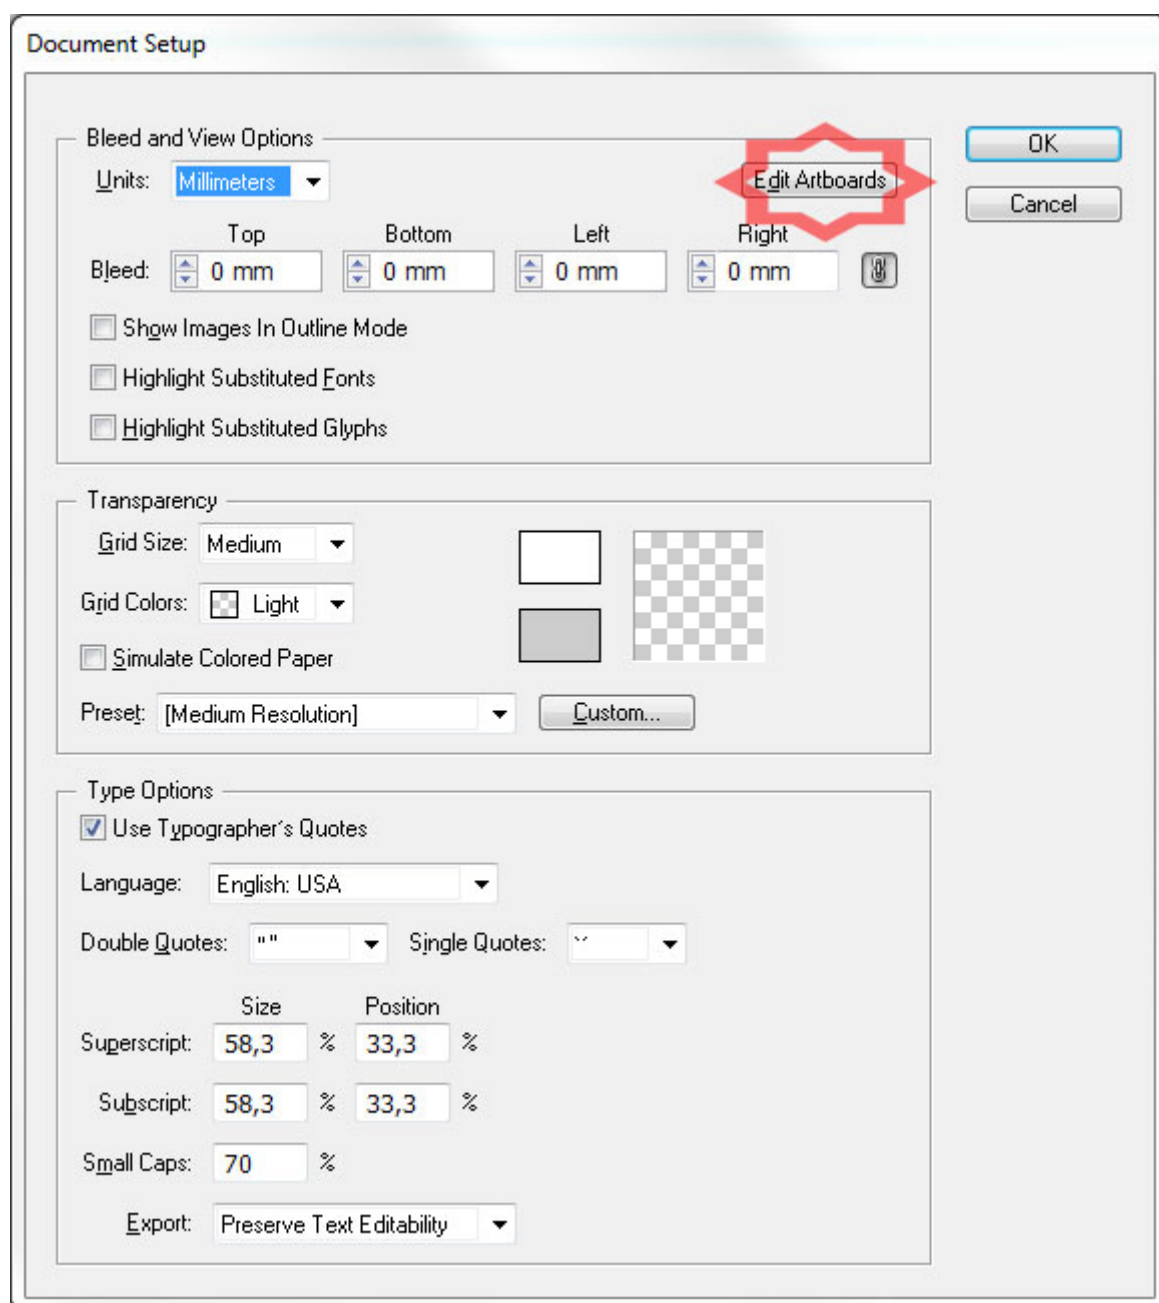 Document Setup
Bleed and View Options
OK
Units: Millimeters Edit Artboards
Cancel
Top Bottom Left Right
Bleed: 0 mm 0 mm 0 mm 0 mm
Show Images In Outline Mode
Highlight Substituted Fonts
Highlight Substituted Glyphs
Transparency
Grid Size: Medium
Grid Colors: Light
Simulate Colored Paper
Preset: [Medium Resolution] Custom...
Type Options
Use Typographer's Quotes
Language: English: USA
Double Quotes: "" Single Quotes: ˇˇ
Size Position
Superscript: 58,3 % 33,3 %
Subscript: 58,3 % 33,3 %
Small Caps: 70 %
Export: Preserve Text Editability